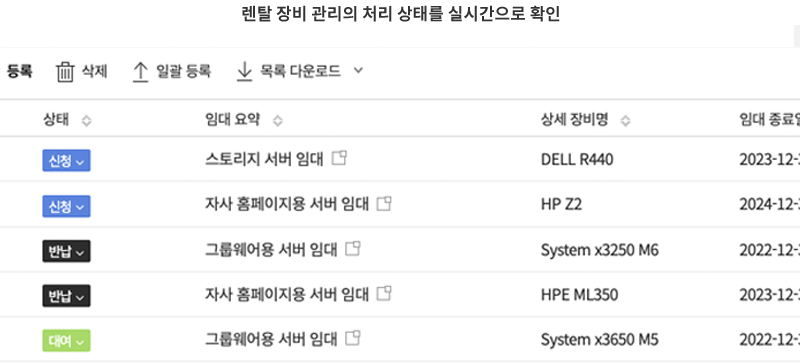 렌탈 장비 관리의 처리 상태를 실시간으로 확인
등록 삭제 일괄 등록 목록 다운로드
상태 임대 요약 상세 장비명 임대 종료일
신청 스토리지 서버 임대 DELL R440 2023-12-3
신청 자사 홈페이지용 서버 임대 HP Z2 2024-12-3
반납 그룹웨어용 서버 임대 System x3250 M6 2022-12-3
반납 자사 홈페이지용 서버 임대 HPE ML350 2023-12-3
대여 그룹웨어용 서버 임대 System x3650 M5 2022-12-3